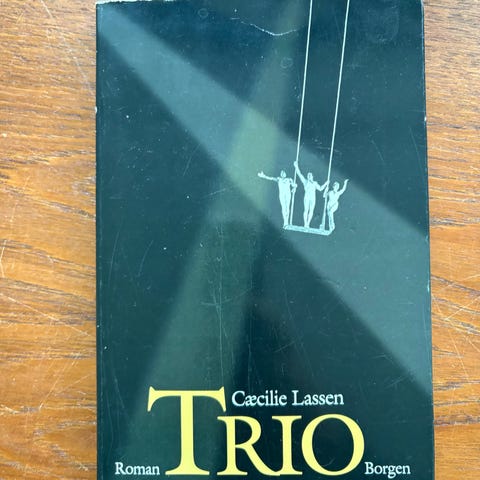 Cæcilie Lassen
TRIO
Roman
Borgen